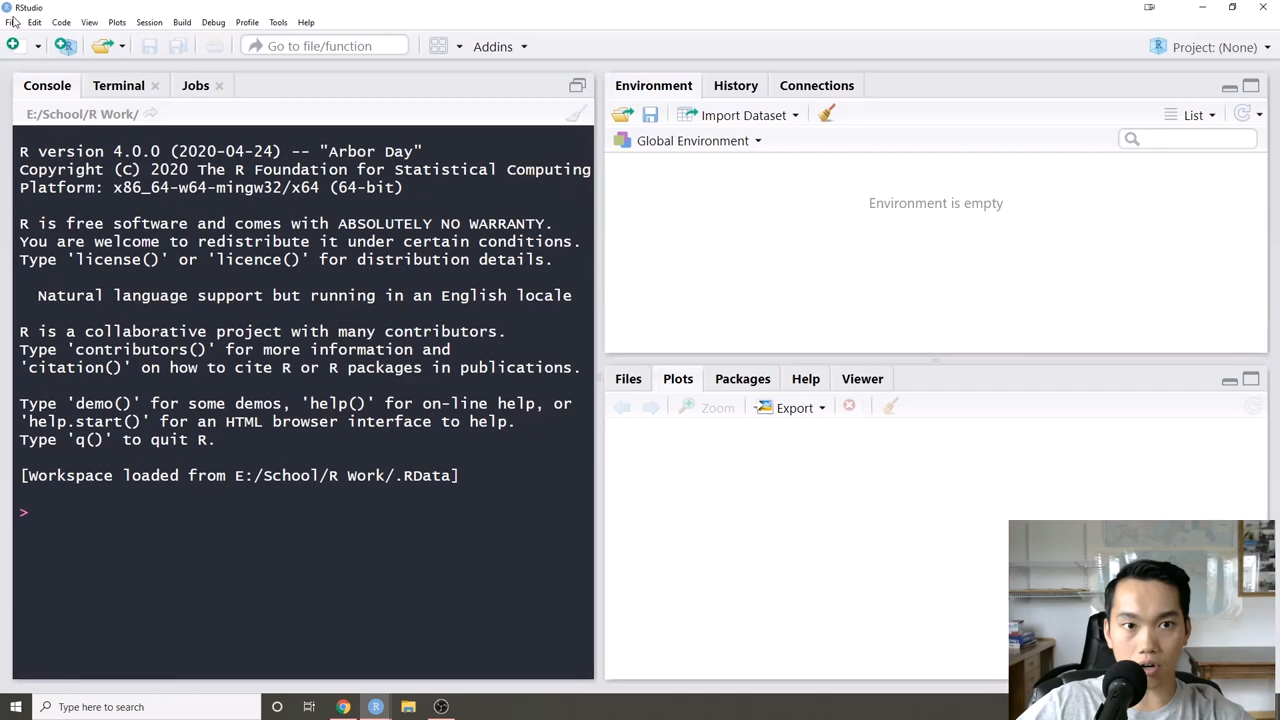 RStudio
File Edit Code View Plots Session Build Debug Profile Tools Help
Go to file/function
Addins
Project: (None)
Console Terminal Jobs
E:/School/R Work/
R version 4.0.0 (2020-04-24) -- "Arbor Day"
Copyright (c) 2020 The R Foundation for Statistical Computing
Platform: x86_64-w64-mingw32/x64 (64-bit)
R is free software and comes with ABSOLUTELY NO WARRANTY.
You are welcome to redistribute it under certain conditions.
Type 'license()' or 'licence()' for distribution details.
Natural language support but running in an English locale
R is a collaborative project with many contributors.
Type 'contributors()' for more information and
'citation()' on how to cite R or R packages in publications.
Type 'demo()' for some demos, 'help()' for on-line help, or
'help.start()' for an HTML browser interface to help.
Type 'q()' to quit R.
[Workspace loaded from E:/School/R Work/.RData]
>
Environment History Connections
Import Dataset
List
Global Environment
Environment is empty
Files Plots Packages Help Viewer
Zoom Export
Type here to search